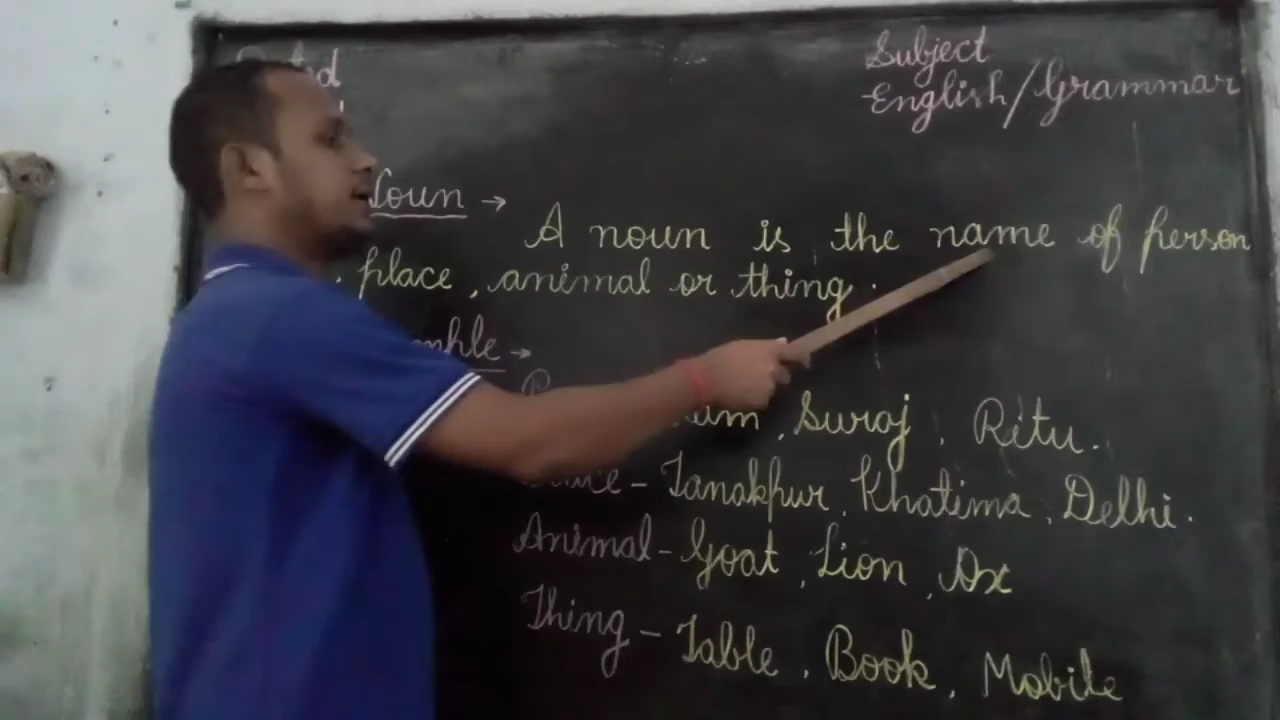 Subject
English/Grammar
Noun →
A noun is the name of person
, place, animal or thing.
→
Suraj, Ritu.
- Tanakpur, Khatima, Delhi.
Animal - Goat, Lion, Ox
Thing - Table, Book, Mobile